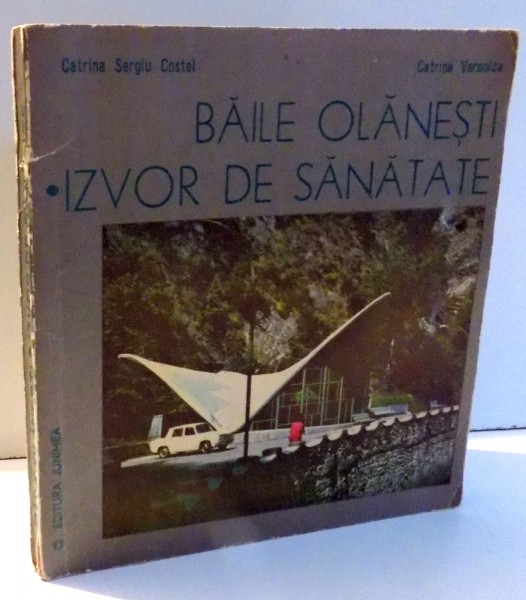 Catrina Sergiu Costel
Catrina Veronica
BĂILE OLĂNEȘTI
•IZVOR DE SĂNĂTATE
EDITURA JUNIMEA